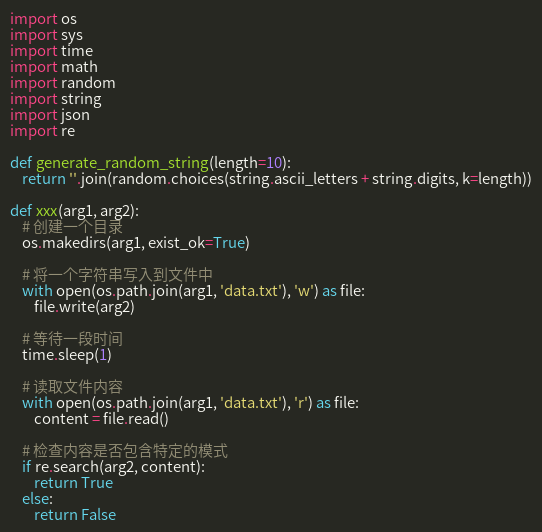 import os
import sys
import time
import math
import random
import string
import json
import re

def generate_random_string(length=10):
    return ''.join(random.choices(string.ascii_letters + string.digits, k=length))

def xxx(arg1, arg2):
    # 创建一个目录
    os.makedirs(arg1, exist_ok=True)

    # 将一个字符串写入到文件中
    with open(os.path.join(arg1, 'data.txt'), 'w') as file:
        file.write(arg2)

    # 等待一段时间
    time.sleep(1)

    # 读取文件内容
    with open(os.path.join(arg1, 'data.txt'), 'r') as file:
        content = file.read()

    # 检查内容是否包含特定的模式
    if re.search(arg2, content):
        return True
    else:
        return False